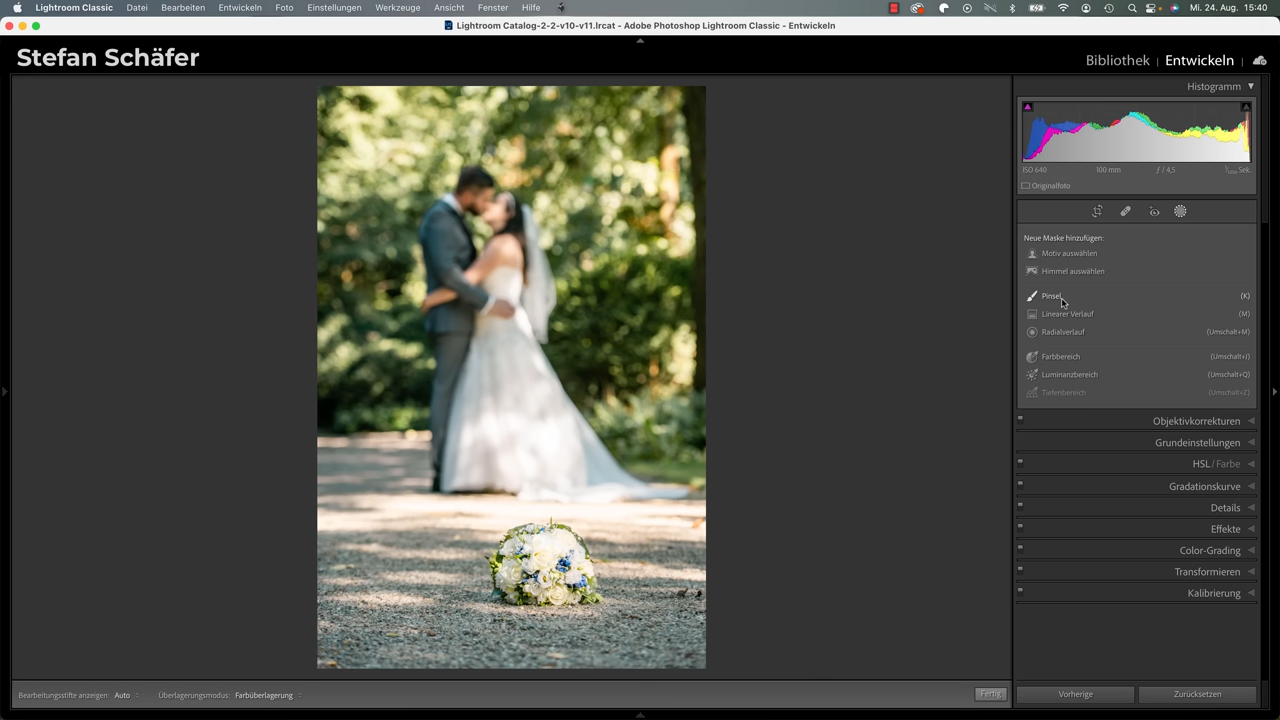 Lightroom Classic Datei Bearbeiten Entwickeln Foto Einstellungen Werkzeuge Ansicht Fenster Hilfe Mi. 24. Aug. 15:40
Lightroom Catalog-2-2-v10-v11.lrcat - Adobe Photoshop Lightroom Classic - Entwickeln
Stefan Schäfer Bibliothek | Entwickeln |
Histogramm
ISO 640 100 mm ƒ / 4,5 Sek.
Originalfoto
Neue Maske hinzufügen:
Motiv auswählen
Himmel auswählen
Pinsel (K)
Linearer Verlauf (M)
Radialverlauf (Umschalt+M)
Farbbereich (Umschalt+J)
Luminanzbereich (Umschalt+Q)
Tiefenbereich (Umschalt+Z)
Objektivkorrekturen
Grundeinstellungen
HSL / Farbe
Gradationskurve
Details
Effekte
Color-Grading
Transformieren
Kalibrierung
Bearbeitungsstifte anzeigen: Auto Überlagerungsmodus: Farbüberlagerung Fertig Vorherige Zurücksetzen